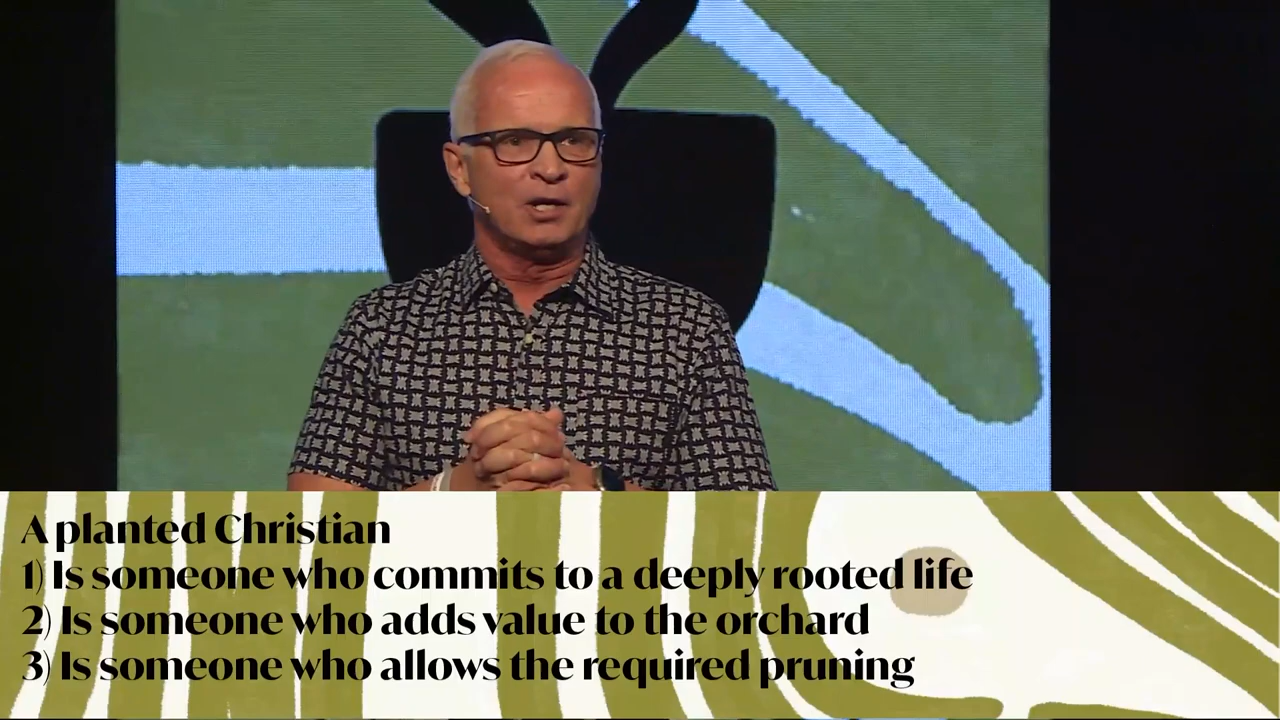 A planted Christian
1) Is someone who commits to a deeply rooted life
2) Is someone who adds value to the orchard
3) Is someone who allows the required pruning